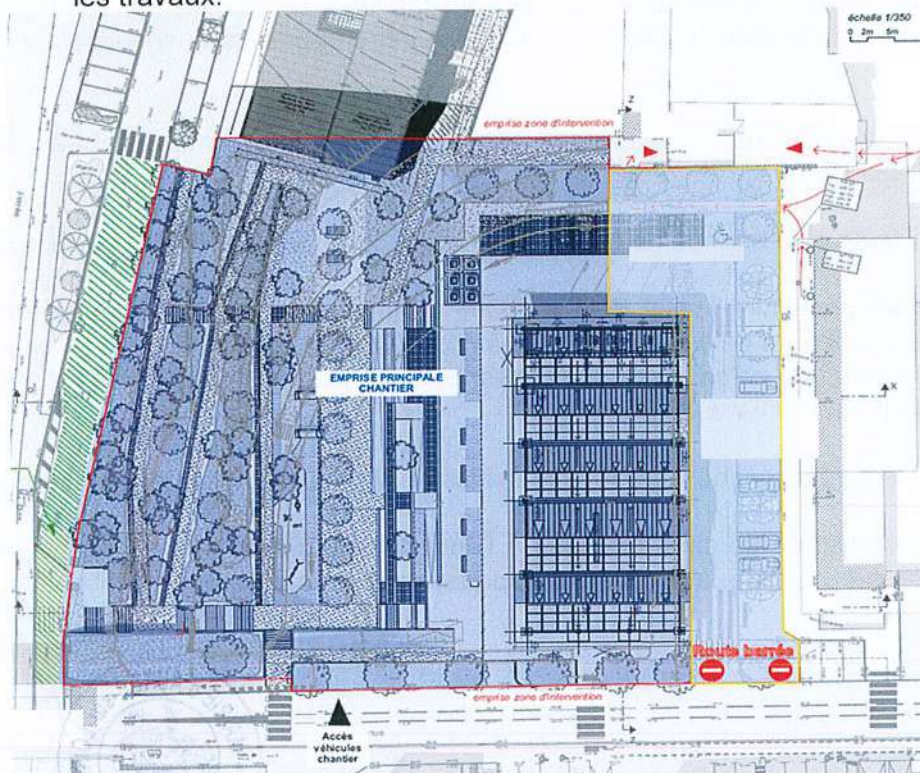 les travaux.
échelle 1/350
0 2m 5m
emprise zone d'intervention
EMPRISE PRINCIPALE
CHANTIER
Route barrée
emprise zone d'intervention
Accès
véhicules
chantier